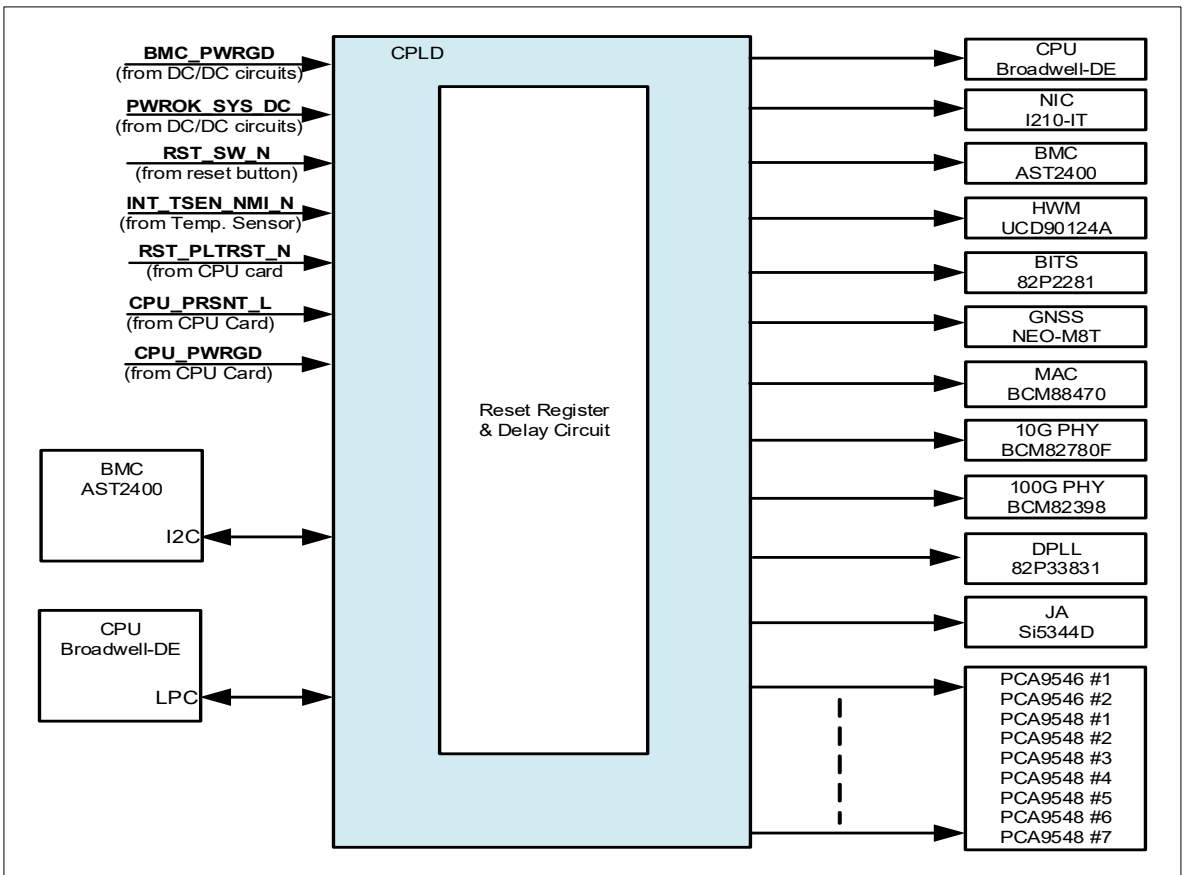 BMC_PWRGD
(from DC/DC circuits)
PWROK_SYS_DC
(from DC/DC circuits)
RST_SW_N
(from reset button)
INT_TSEN_NMI_N
(from Temp. Sensor)
RST_PLTRST_N
(from CPU card
CPU_PRSNT_L
(from CPU Card)
CPU_PWRGD
(from CPU Card)
BMC
AST2400
I2C
CPU
Broadwell-DE
LPC
CPLD
Reset Register
& Delay Circuit
CPU
Broadwell-DE
NIC
I210-IT
BMC
AST2400
HWM
UCD90124A
BITS
82P2281
GNSS
NEO-M8T
MAC
BCM88470
10G PHY
BCM82780F
100G PHY
BCM82398
DPLL
82P33831
JA
Si5344D
PCA9546 #1
PCA9546 #2
PCA9548 #1
PCA9548 #2
PCA9548 #3
PCA9548 #4
PCA9548 #5
PCA9548 #6
PCA9548 #7